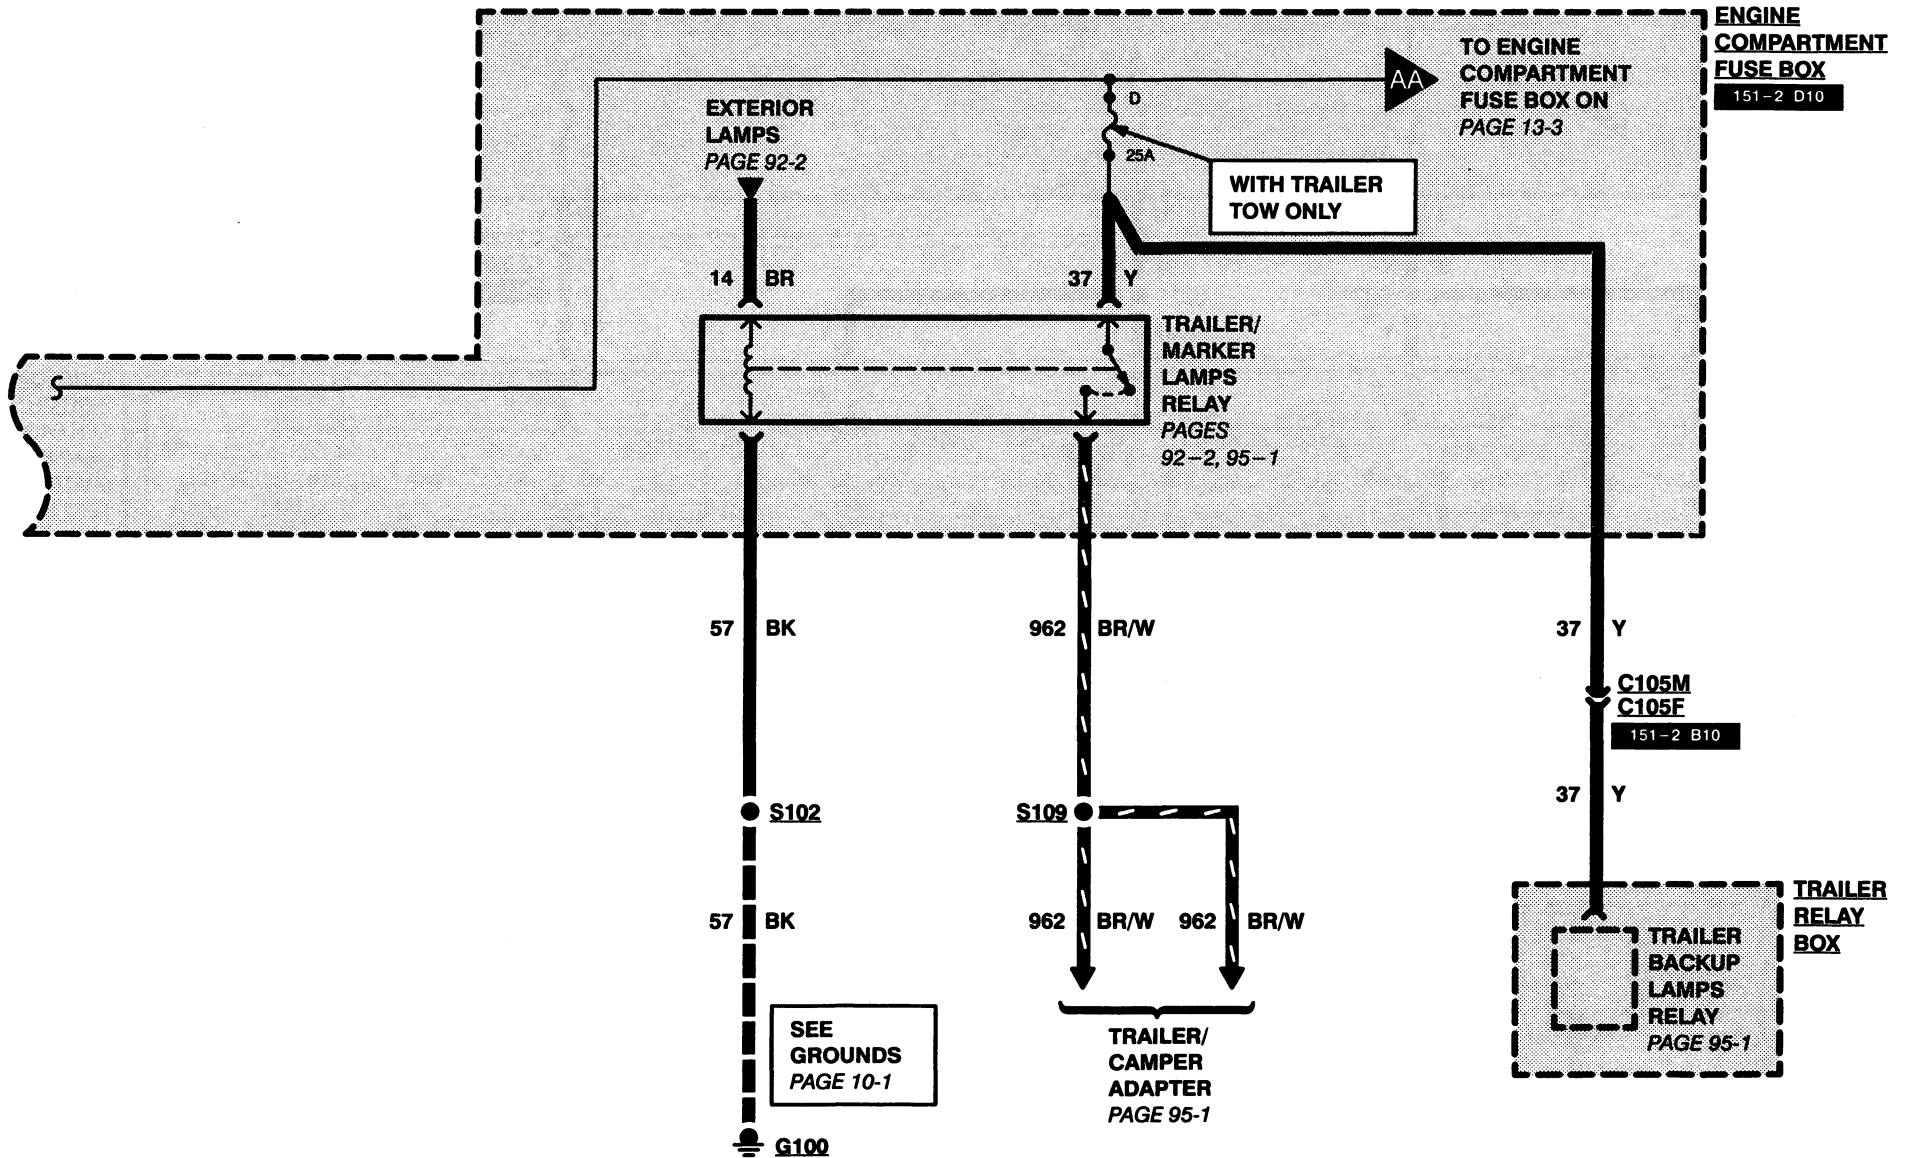 ENGINE
COMPARTMENT
FUSE BOX
151-2 D10
TO ENGINE
COMPARTMENT
FUSE BOX ON
PAGE 13-3
AA
EXTERIOR
LAMPS
PAGE 92-2
D
25A
WITH TRAILER
TOW ONLY
14 BR
37 Y
TRAILER/
MARKER
LAMPS
RELAY
PAGES
92-2, 95-1
57 BK
962 BR/W
37 Y
C105M
C105F
151-2 B10
37 Y
S102
S109
57 BK
962 BR/W
962 BR/W
TRAILER
RELAY
BOX
TRAILER
BACKUP
LAMPS
RELAY
PAGE 95-1
SEE
GROUNDS
PAGE 10-1
TRAILER/
CAMPER
ADAPTER
PAGE 95-1
G100